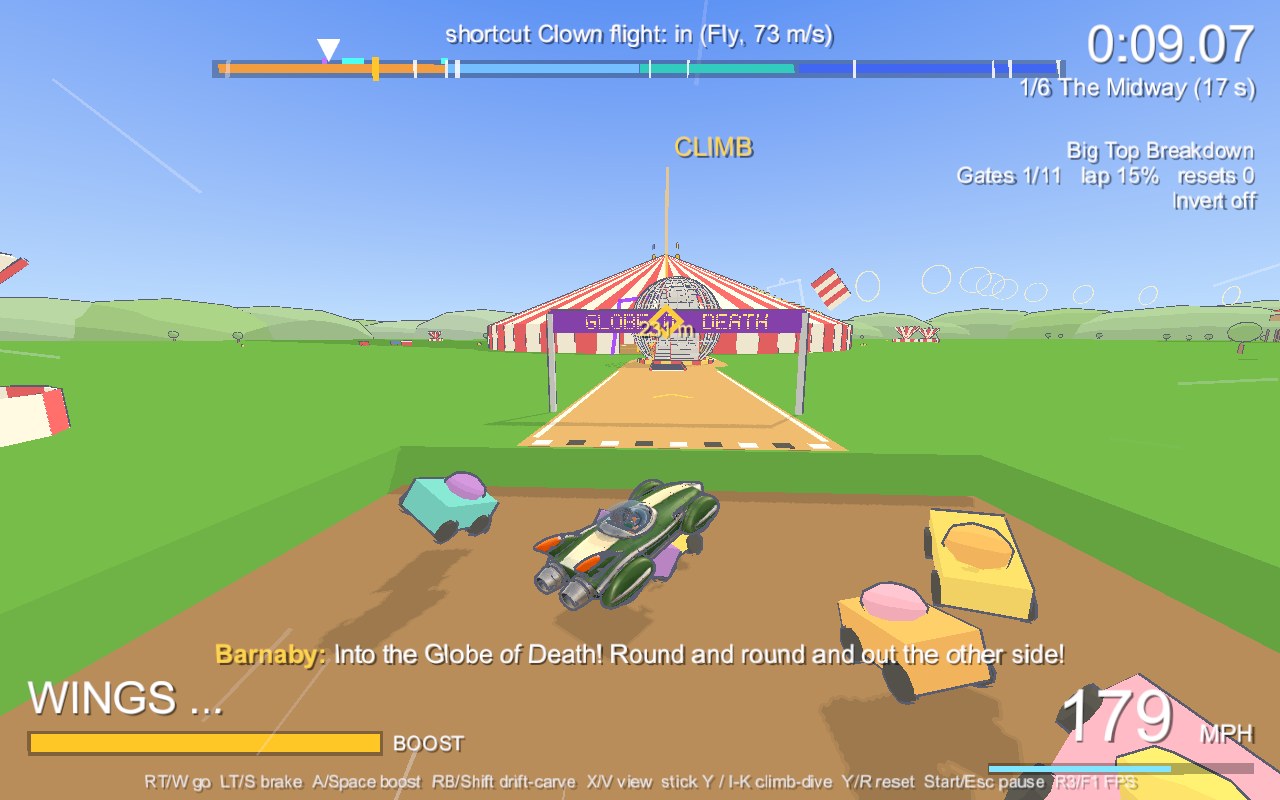 shortcut Clown flight: in (Fly, 73 m/s)
0:09.07
1/6 The Midway (17 s)
CLIMB
Big Top Breakdown
Gates 1/11 lap 15% resets 0
Invert off
DEATH
Barnaby: Into the Globe of Death! Round and round and out the other side!
WINGS ...
BOOST
179 MPH
RT/W go LT/S brake A/Space boost RB/Shift drift-carve X/V view stick Y / I-K climb-dive Y/R reset Start/Esc pause R3/F1 FPS